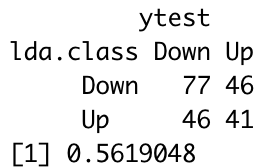 ytest
lda.class Down Up
Down 77 46
Up 46 41
[1] 0.5619048